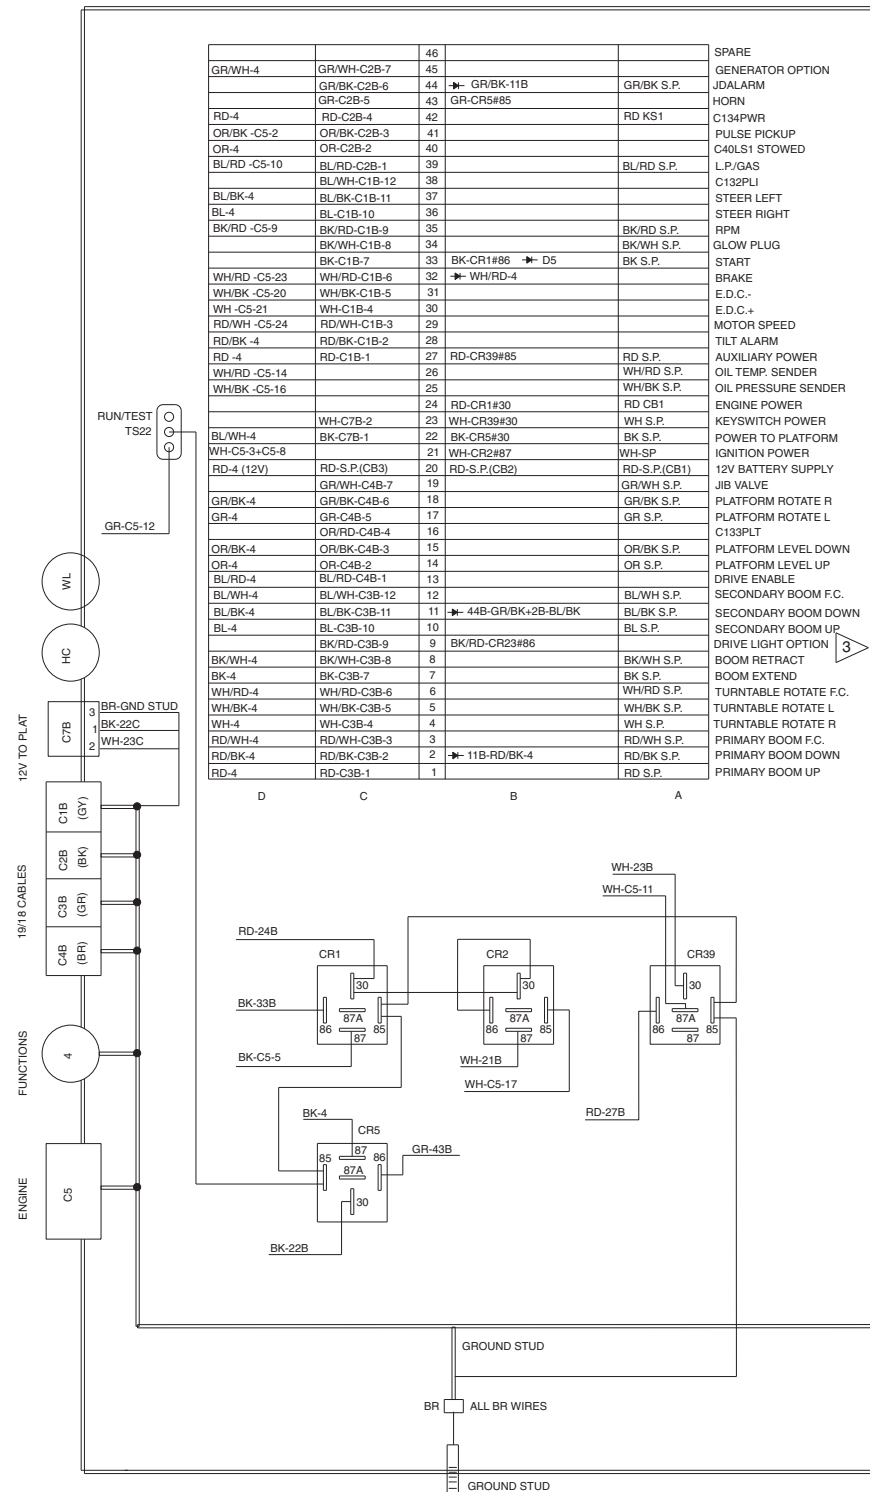 46 SPARE
GR/WH-4 GR/WH-C2B-7 45 GENERATOR OPTION
GR/BK-C2B-6 44 GR/BK-11B GR/BK S.P. JDALARM
GR-C2B-5 43 GR-CR5#85 HORN
RD-4 RD-C2B-4 42 RD KS1 C134PWR
OR/BK -C5-2 OR/BK-C2B-3 41 PULSE PICKUP
OR-4 OR-C2B-2 40 C40LS1 STOWED
BL/RD -C5-10 BL/RD-C2B-1 39 BL/RD S.P. L.P./GAS
BL/WH-C1B-12 38 C132PLI
BL/BK-4 BL/BK-C1B-11 37 STEER LEFT
BL-4 BL-C1B-10 36 STEER RIGHT
BK/RD -C5-9 BK/RD-C1B-9 35 BK/RD S.P. RPM
BK/WH-C1B-8 34 BK/WH S.P. GLOW PLUG
BK-C1B-7 33 BK-CR1#86 D5 BK S.P. START
WH/RD -C5-23 WH/RD-C1B-6 32 WH/RD-4 BRAKE
WH/BK -C5-20 WH/BK-C1B-5 31 E.D.C.-
WH -C5-21 WH-C1B-4 30 E.D.C.+
RD/WH -C5-24 RD/WH-C1B-3 29 MOTOR SPEED
RD/BK -4 RD/BK-C1B-2 28 TILT ALARM
RD -4 RD-C1B-1 27 RD-CR39#85 RD S.P. AUXILIARY POWER
WH/RD -C5-14 26 WH/RD S.P. OIL TEMP. SENDER
WH/BK -C5-16 25 WH/BK S.P. OIL PRESSURE SENDER
24 RD-CR1#30 RD CB1 ENGINE POWER
WH-C7B-2 23 WH-CR39#30 WH S.P. KEYSWITCH POWER
BL/WH-4 BK-C7B-1 22 BK-CR5#30 BK S.P. POWER TO PLATFORM
WH-C5-3+C5-8 21 WH-CR2#87 WH-SP IGNITION POWER
RD-4 (12V) RD-S.P.(CB3) 20 RD-S.P.(CB2) RD-S.P.(CB1) 12V BATTERY SUPPLY
GR/WH-C4B-7 19 GR/WH S.P. JIB VALVE
GR/BK-4 GR/BK-C4B-6 18 GR/BK S.P. PLATFORM ROTATE R
GR-4 GR-C4B-5 17 GR S.P. PLATFORM ROTATE L
OR/RD-C4B-4 16 C133PLT
OR/BK-4 OR/BK-C4B-3 15 OR/BK S.P. PLATFORM LEVEL DOWN
OR-4 OR-C4B-2 14 OR S.P. PLATFORM LEVEL UP
BL/RD-4 BL/RD-C4B-1 13 DRIVE ENABLE
BL/WH-4 BL/WH-C3B-12 12 BL/WH S.P. SECONDARY BOOM F.C.
BL/BK-4 BL/BK-C3B-11 11 44B-GR/BK+2B-BL/BK BL/BK S.P. SECONDARY BOOM DOWN
BL-4 BL-C3B-10 10 BL S.P. SECONDARY BOOM UP
BK/RD-C3B-9 9 BK/RD-CR23#86 DRIVE LIGHT OPTION 3
BK/WH-4 BK/WH-C3B-8 8 BK/WH S.P. BOOM RETRACT
BK-4 BK-C3B-7 7 BK S.P. BOOM EXTEND
WH/RD-4 WH/RD-C3B-6 6 WH/RD S.P. TURNTABLE ROTATE F.C.
WH/BK-4 WH/BK-C3B-5 5 WH/BK S.P. TURNTABLE ROTATE L
WH-4 WH-C3B-4 4 WH S.P. TURNTABLE ROTATE R
RD/WH-4 RD/WH-C3B-3 3 RD/WH S.P. PRIMARY BOOM F.C.
RD/BK-4 RD/BK-C3B-2 2 11B-RD/BK-4 RD/BK S.P. PRIMARY BOOM DOWN
RD-4 RD-C3B-1 1 RD S.P. PRIMARY BOOM UP
D C B A
RUN/TEST
TS22
GR-C5-12
WL
HC
12V TO PLAT
C7B
3 BR-GND STUD
1 BK-22C
2 WH-23C
19/18 CABLES
C1B (GY)
C2B (BK)
C3B (GR)
C4B (BR)
FUNCTIONS
4
ENGINE
C5
WH-23B
WH-C5-11
RD-24B
CR1
CR2
CR39
30
30
30
BK-33B
86 87A 85
87
86 87A 85
87
86 87A 85
87
BK-C5-5
WH-21B
WH-C5-17
RD-27B
BK-4
CR5
85 87 86
87A
30
GR-43B
BK-22B
GROUND STUD
BR ALL BR WIRES
GROUND STUD